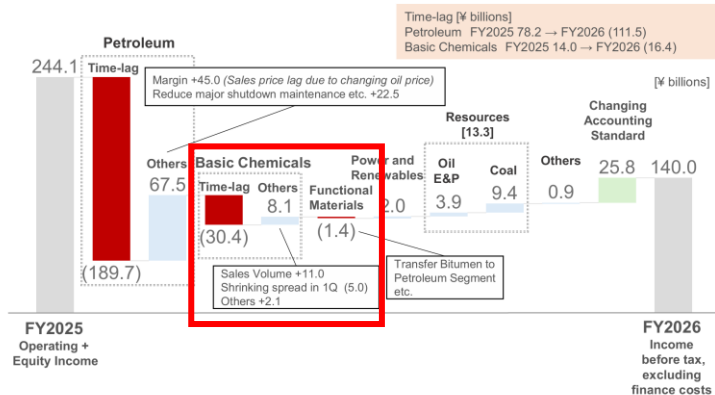 Time-lag [¥ billions]
Petroleum FY2025 78.2 → FY2026 (111.5)
Basic Chemicals FY2025 14.0 → FY2026 (16.4)
[¥ billions]
Petroleum
244.1
Time-lag
(189.7)
Margin +45.0 (Sales price lag due to changing oil price)
Reduce major shutdown maintenance etc. +22.5
Others
67.5
Basic Chemicals
Time-lag
(30.4)
Others
8.1
Sales Volume +11.0
Shrinking spread in 1Q (5.0)
Others +2.1
Functional
Materials
(1.4)
Transfer Bitumen to
Petroleum Segment
etc.
Power and
Renewables
2.0
Resources
[13.3]
Oil
E&P
3.9
Coal
9.4
Others
0.9
Changing
Accounting
Standard
25.8
140.0
FY2025
Operating +
Equity Income
FY2026
Income
before tax,
excluding
finance costs